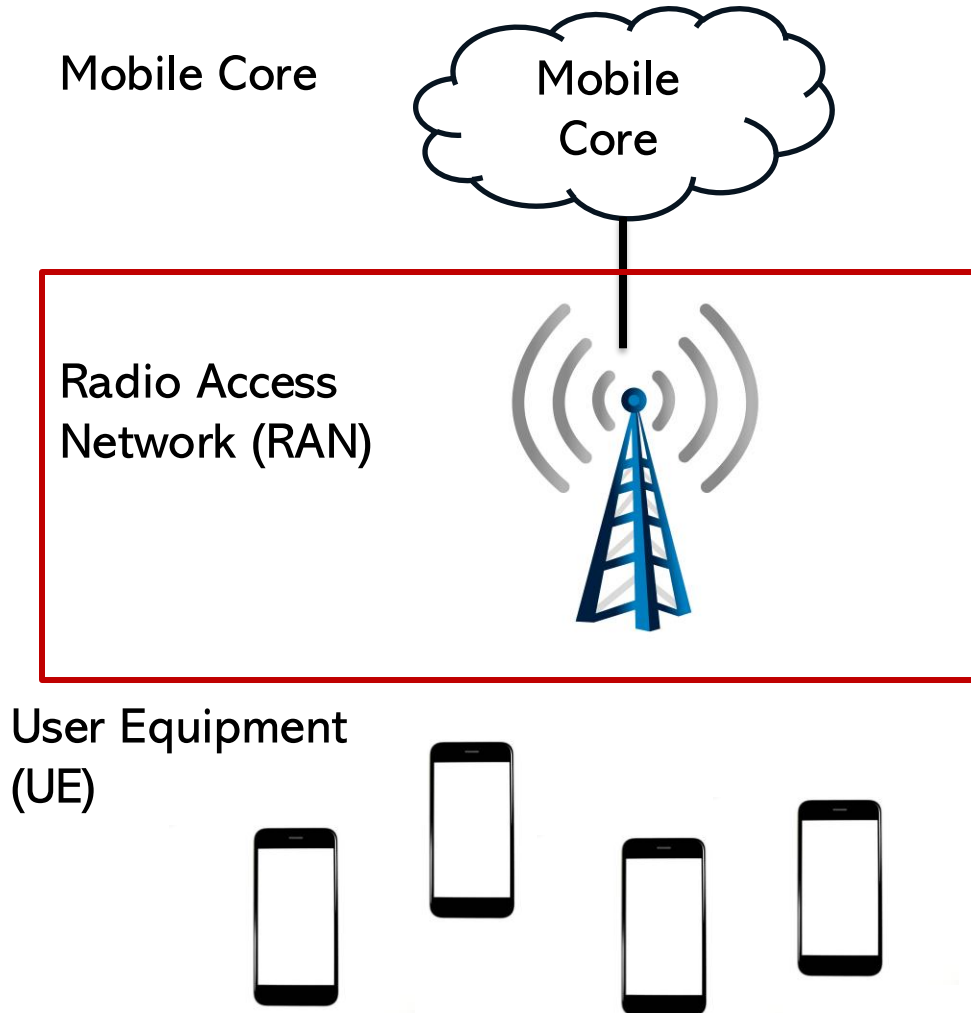 Mobile Core
Mobile
Core
Radio Access
Network (RAN)
User Equipment
(UE)